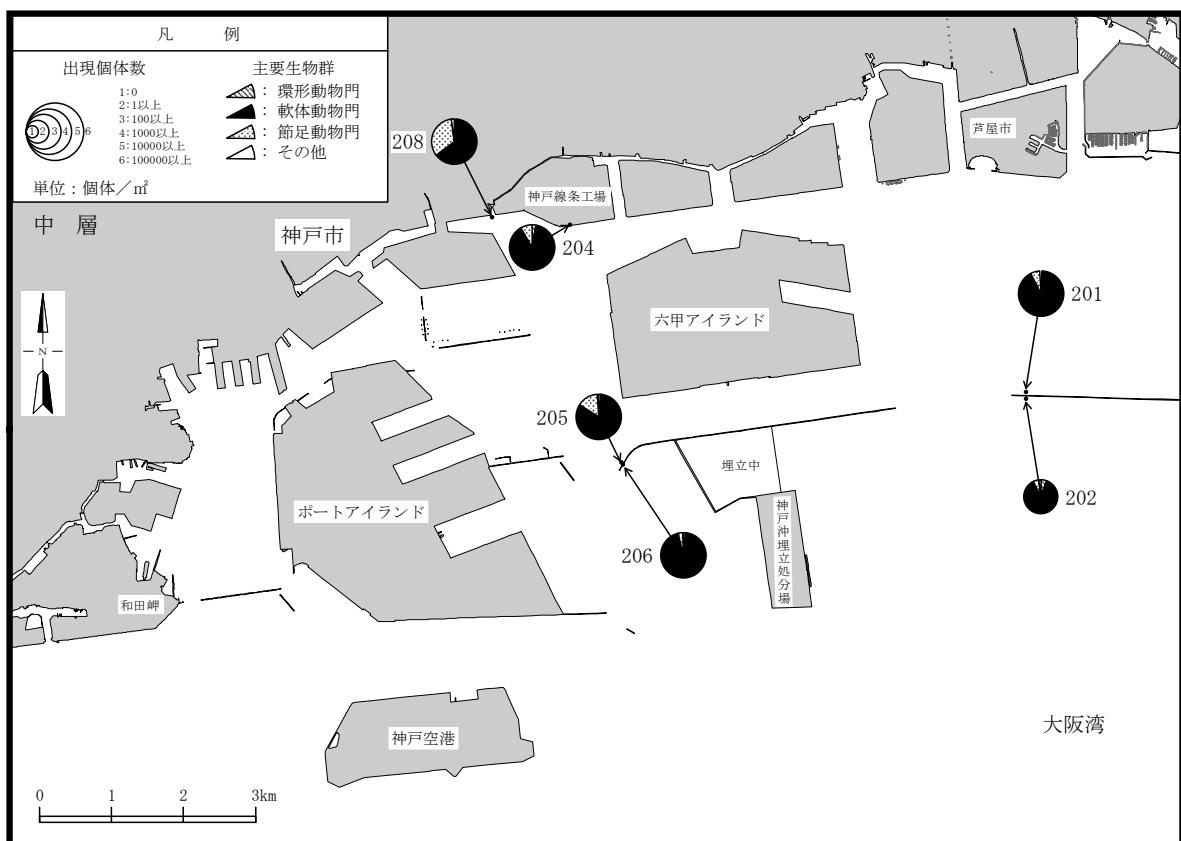 凡 例
出現個体数
1 2 3 4 5 6
1:0
2:1以上
3:100以上
4:1000以上
5:10000以上
6:100000以上
単位：個体／㎡
主要生物群
：環形動物門
：軟体動物門
：節足動物門
：その他
中 層
208
神戸線条工場
204
神戸市
芦屋市
N
六甲アイランド
201
205
埋立中
202
ポートアイランド
206
神戸沖埋立処分場
和田岬
神戸空港
大阪湾
0 1 2 3km